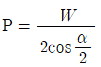 P = W / (2cos α/2)